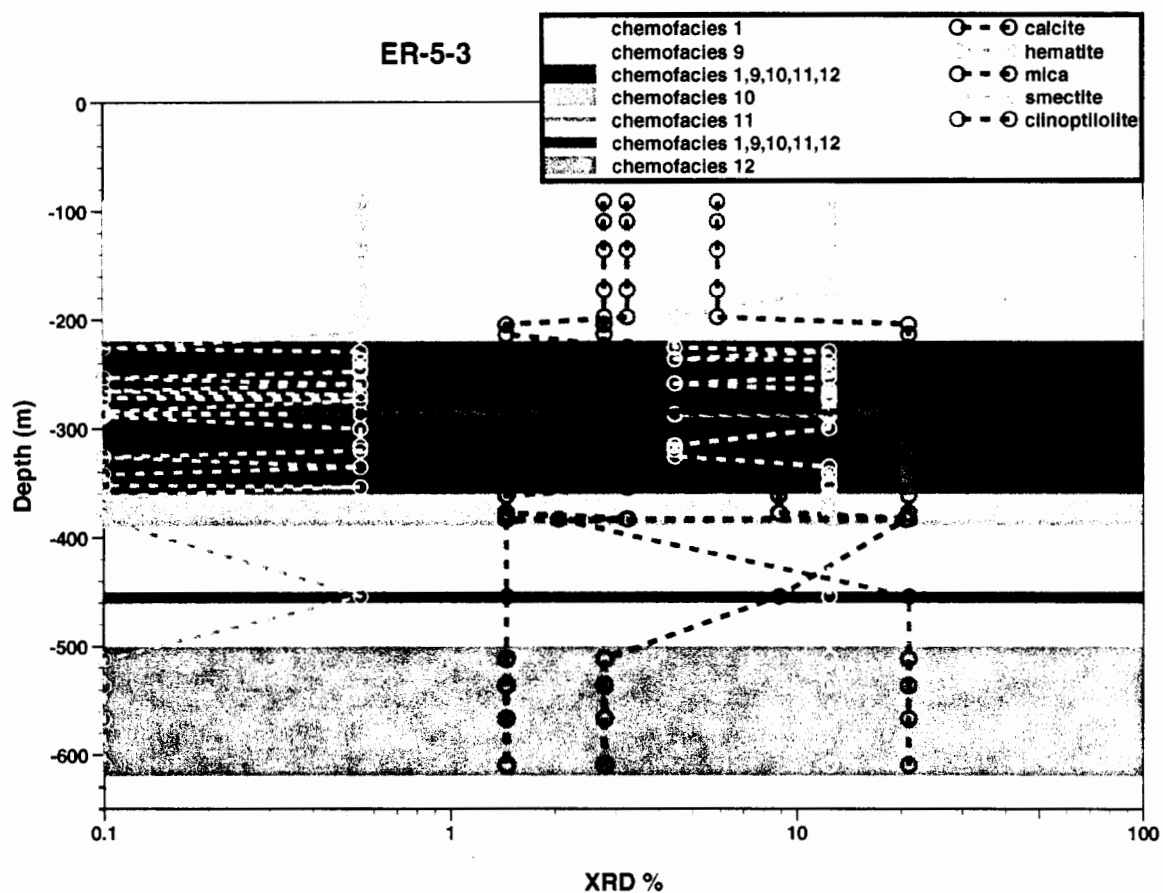 ER-5-3
chemofacies 1
chemofacies 9
chemofacies 1,9,10,11,12
chemofacies 10
chemofacies 11
chemofacies 1,9,10,11,12
chemofacies 12
calcite
hematite
mica
smectite
clinoptilolite
Depth (m)
0
-100
-200
-300
-400
-500
-600
0.1
1
10
100
XRD %